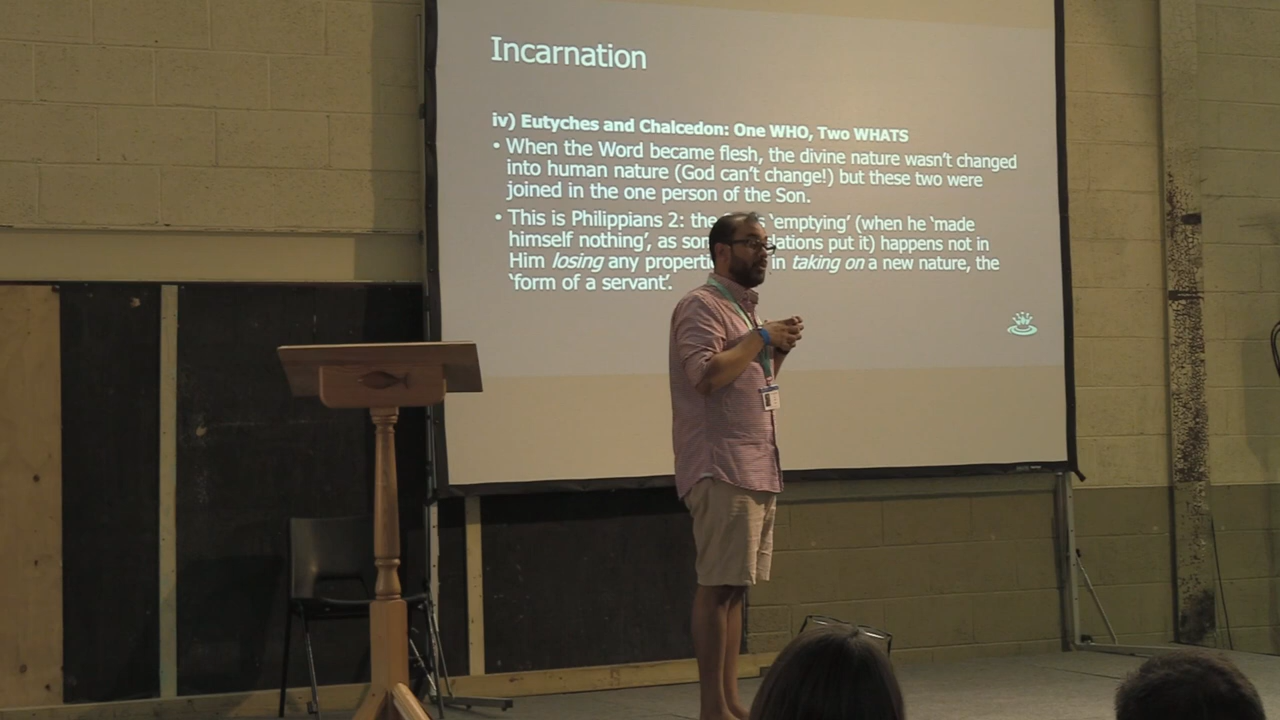 Incarnation
iv) Eutyches and Chalcedon: One WHO, Two WHATS
• When the Word became flesh, the divine nature wasn't changed
into human nature (God can't change!) but these two were
joined in the one person of the Son.
• This is Philippians 2: the 'emptying' (when he 'made
himself nothing', as put it) happens not in
Him losing any in taking on a new nature, the
'form of a servant'.